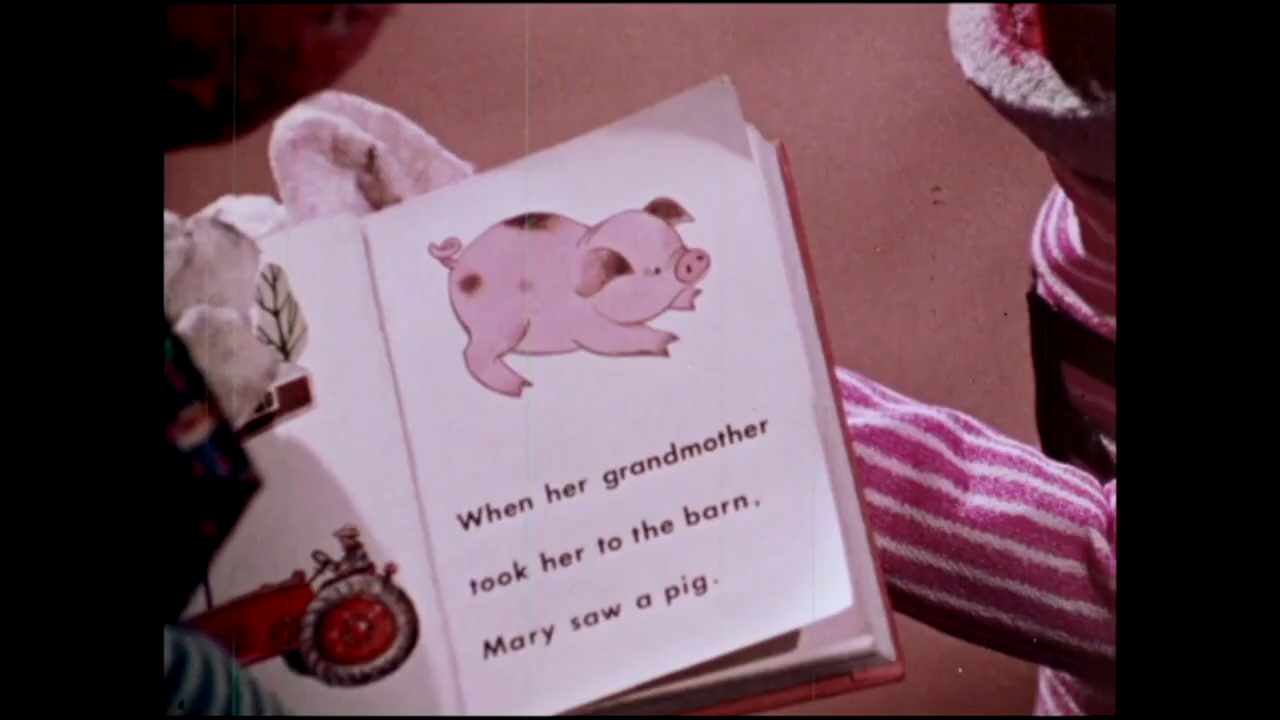 When her grandmother
took her to the barn,
Mary saw a pig.